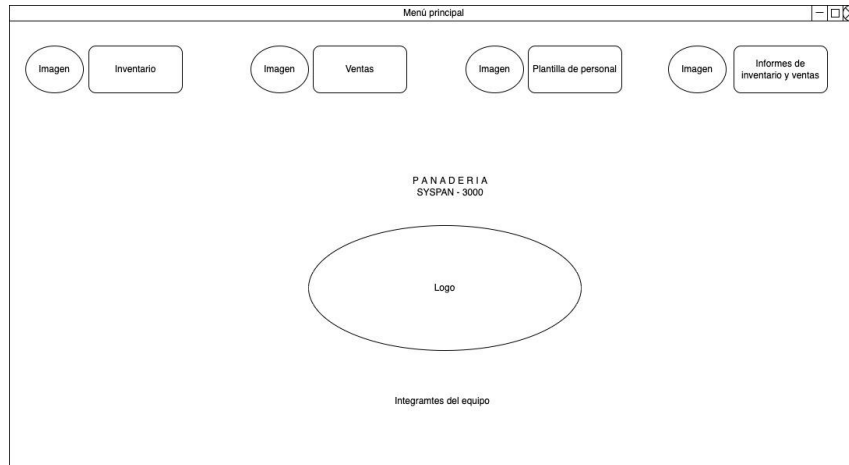 Menú principal
Imagen
Inventario
Imagen
Ventas
Imagen
Plantilla de personal
Imagen
Informes de
inventario y ventas
P A N A D E R I A
SYSPAN - 3000
Logo
Integramtes del equipo